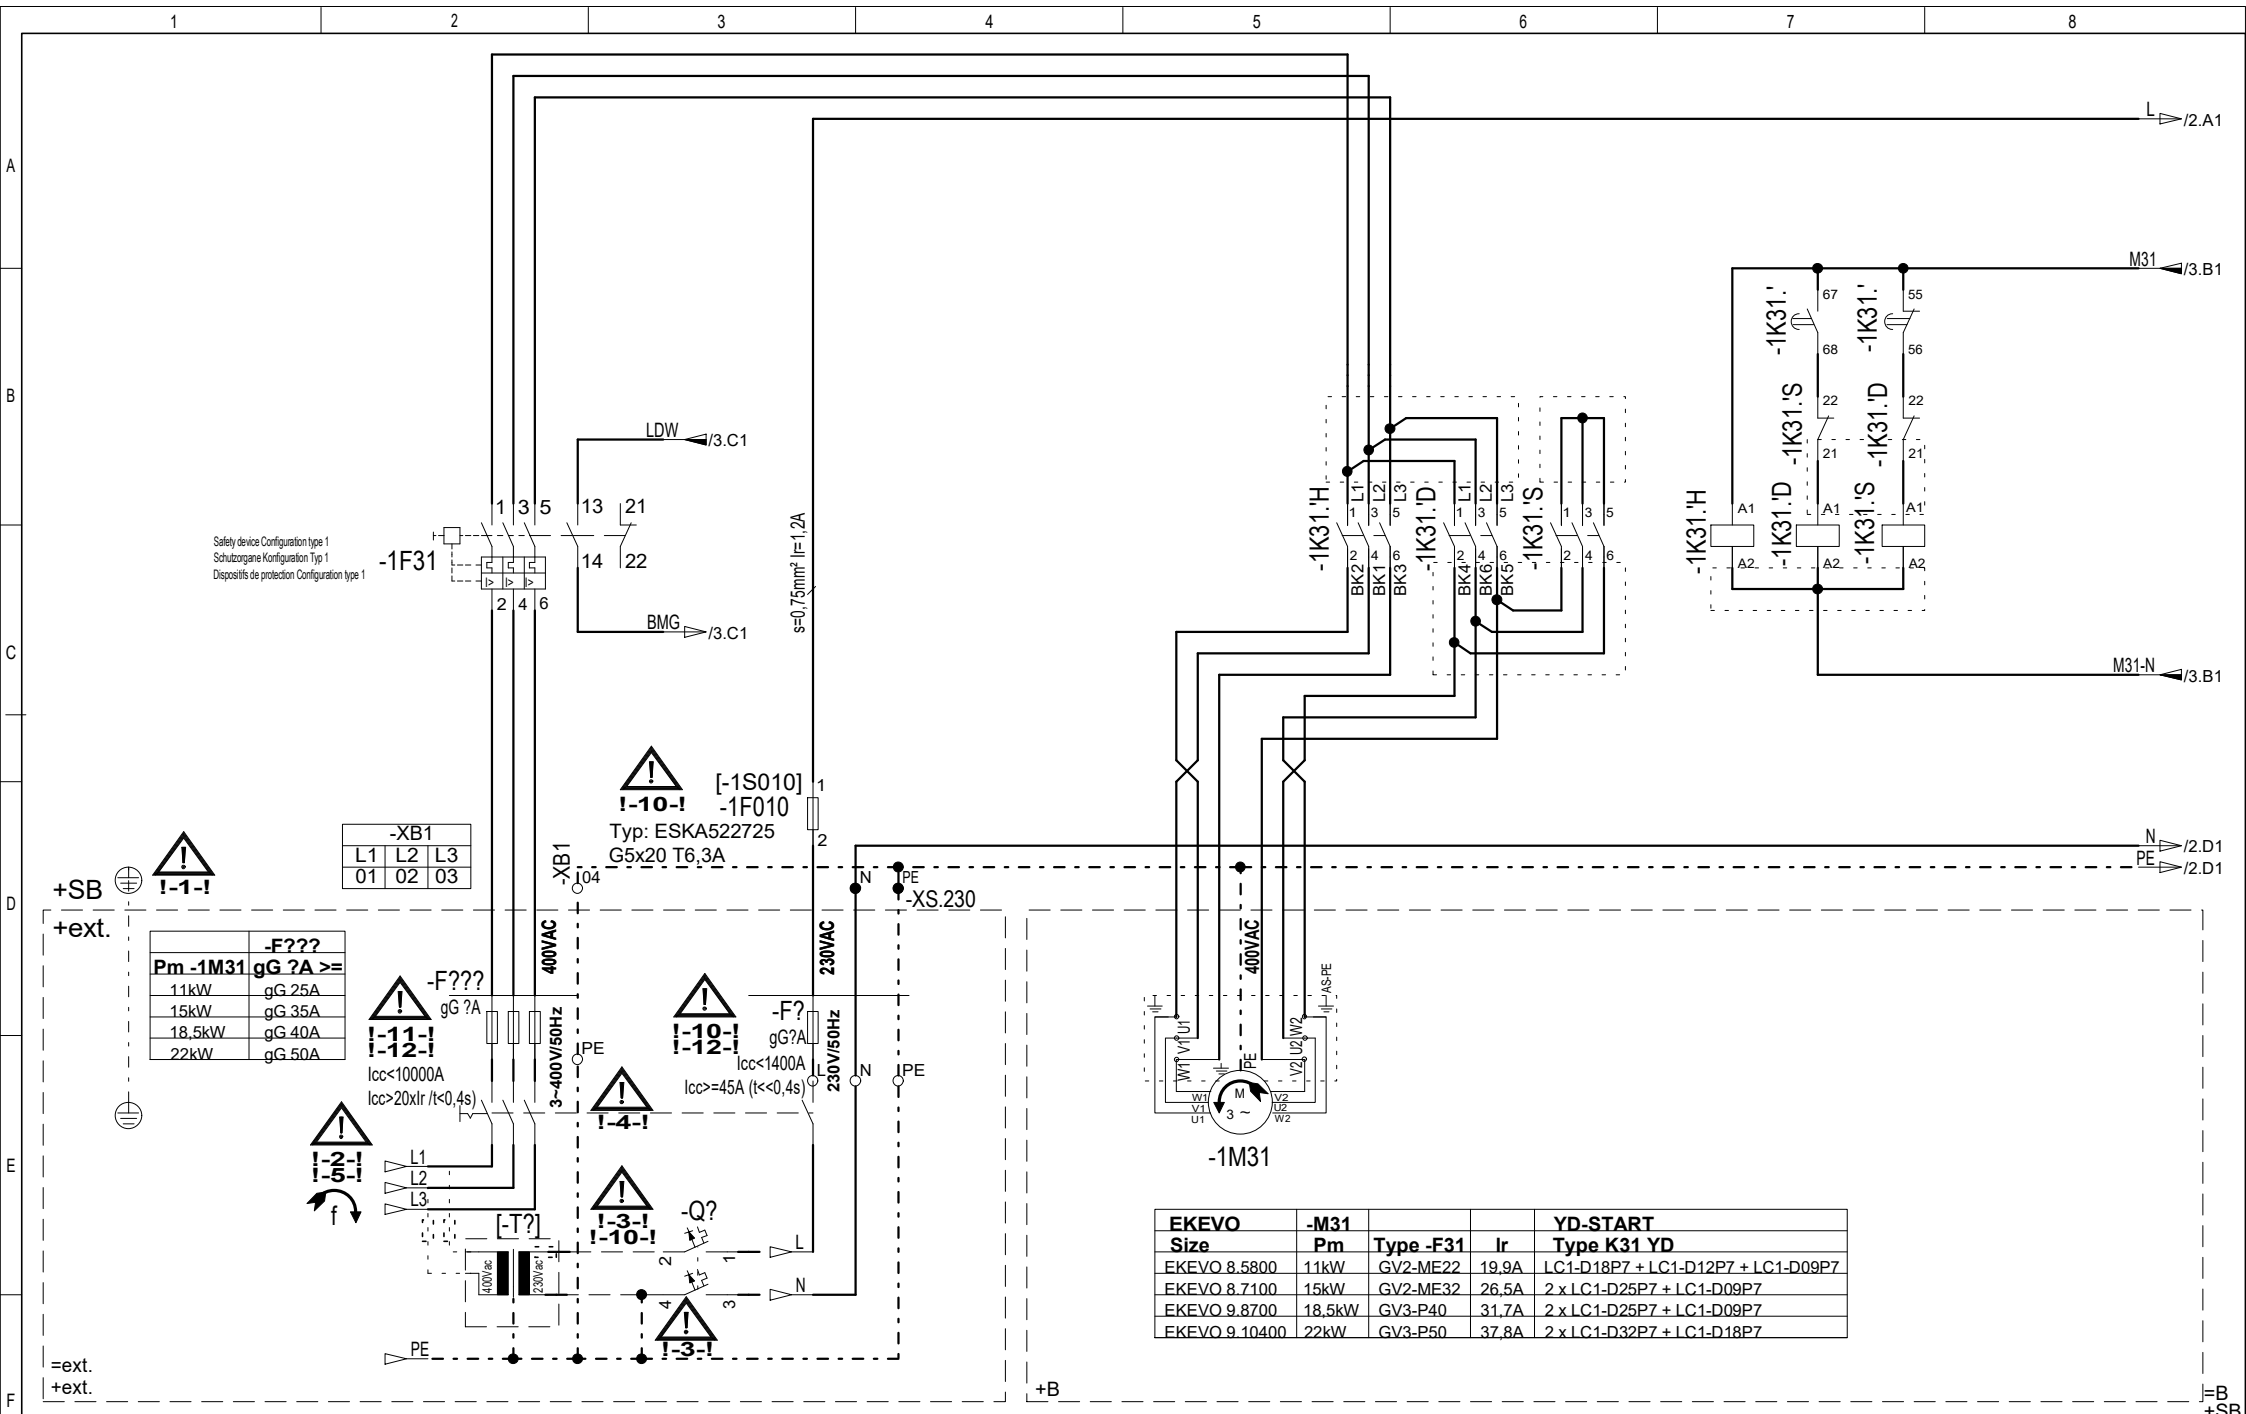 1 2 3 4 5 6 7 8
A
B
C
D
E
F
L /2.A1
M31 /3.B1
67
68
55
56
-1K31.'
-1K31.'
22
21
22
21
-1K31.'S
-1K31.'D
-1K31.'H
-1K31.'D
-1K31.'S
A1 A1 A1
A2 A2 A2
M31-N /3.B1
LDW /3.C1
1 3 5 13 21
Safety device Configuration type 1
Schutzorgane Konfiguration Typ 1
Dispositifs de protection Configuration type 1
-1F31
I> I> I>
14 22
2 4 6
BMG /3.C1
s=0,75mm² Ir=1,2A
-1K31.'H
L1 L2 L3
1 3 5
2 4 6
BK2 BK1 BK3
-1K31.'D
L1 L2 L3
1 3 5
2 4 6
BK4 BK6 BK5
-1K31.'S
1 3 5
2 4 6
!
!-10-!
[-1S010]
-1F010
1
2
Typ: ESKA522725
G5x20 T6,3A
N /2.D1
PE /2.D1
!
!-1-!
-XB1
L1 L2 L3
01 02 03
-XB1
04
N PE
-XS.230
+SB
+ext.
-F???
Pm -1M31 gG ?A >=
11kW gG 25A
15kW gG 35A
18,5kW gG 40A
22kW gG 50A
400VAC
230VAC
400VAC
-F???
gG ?A
!
!-11-!
!-12-!
Icc<10000A
Icc>20xIr /t<0,4s)
3~400V/50Hz
PE
!
!-10-!
!-12-!
-F?
gG?A
Icc<1400A
Icc>=45A (t<<0,4s)
230V/50Hz
L N PE
!
!-4-!
!
!-2-!
!-5-!
f
L1
L2
L3
[-T?]
400Vac
230Vac
!
!-3-!
!-10-!
-Q?
2 1
4 3
L
N
!
!-3-!
PE
=ext.
+ext.
AS-PE
U1
V1
W1
W2
U2
V2
PE
M
3 ~
W1
V1
U1
V2
U2
W2
-1M31
EKEVO -M31 YD-START
Size Pm Type -F31 Ir Type K31 YD
EKEVO 8.5800 11kW GV2-ME22 19,9A LC1-D18P7 + LC1-D12P7 + LC1-D09P7
EKEVO 8.7100 15kW GV2-ME32 26,5A 2 x LC1-D25P7 + LC1-D09P7
EKEVO 9.8700 18,5kW GV3-P40 31,7A 2 x LC1-D25P7 + LC1-D09P7
EKEVO 9.10400 22kW GV3-P50 37,8A 2 x LC1-D32P7 + LC1-D18P7
+B
=B
+SB